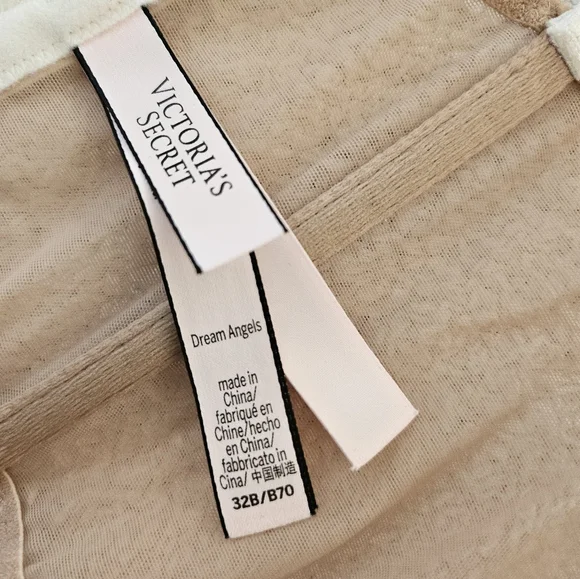 VICTORIA'S
SECRET
Dream Angels
made in
China/
fabriqué en
Chine/hecho
en China/
fabbricato in
Cina/ 中国制造
32B/B70